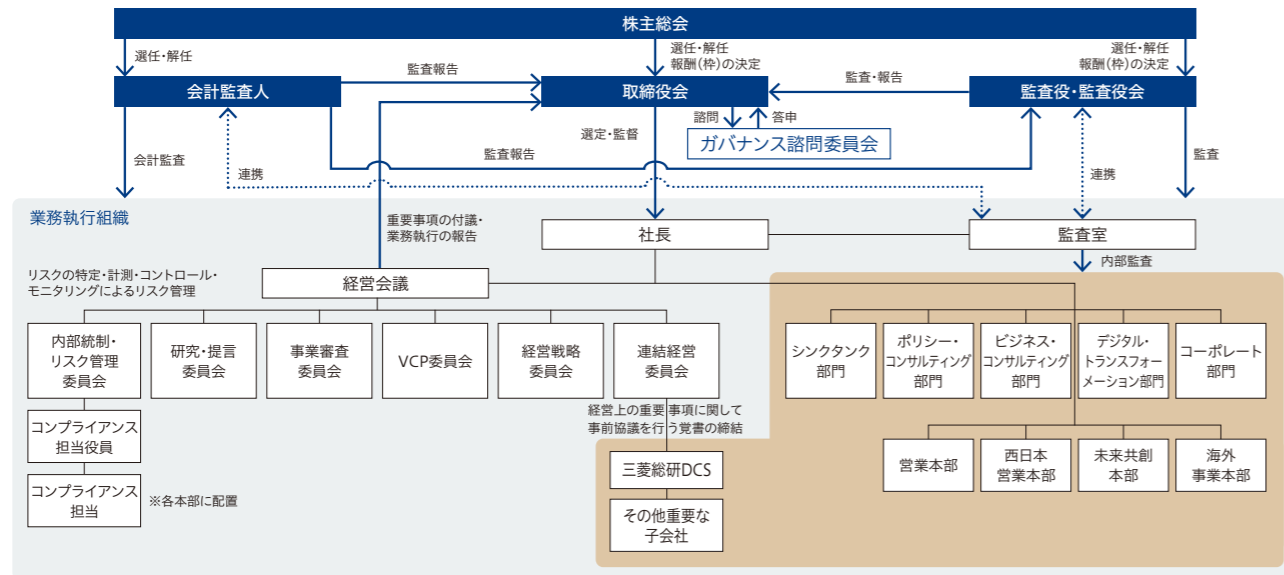 株主総会
選任・解任
選任・解任
報酬(枠)の決定
選任・解任
報酬(枠)の決定
監査報告
監査・報告
会計監査人
取締役会
監査役・監査役会
諮問
答申
選定・監督
ガバナンス諮問委員会
会計監査
監査報告
監査
連携
連携
業務執行組織
重要事項の付議・
業務執行の報告
社長
監査室
内部監査
リスクの特定・計測・コントロール・
モニタリングによるリスク管理
経営会議
内部統制・
リスク管理
委員会
研究・提言
委員会
事業審査
委員会
VCP委員会
経営戦略
委員会
連結経営
委員会
シンクタンク
部門
ポリシー・
コンサルティング
部門
ビジネス・
コンサルティング
部門
デジタル・
トランスフォー
メーション部門
コーポレート
部門
経営上の重要事項に関して
事前協議を行う覚書の締結
コンプライアンス
担当役員
三菱総研DCS
営業本部
西日本
営業本部
未来共創
本部
海外
事業本部
コンプライアンス
担当
※各本部に配置
その他重要な
子会社